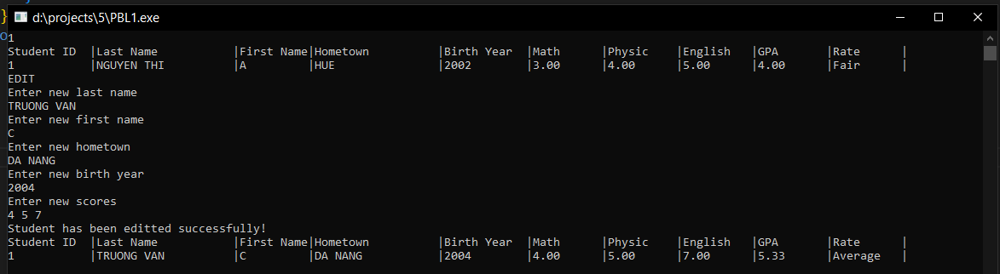 d:\projects\5\PBL1.exe
1
Student ID |Last Name |First Name|Hometown |Birth Year |Math |Physic |English |GPA |Rate |
1 |NGUYEN THI |A |HUE |2002 |3.00 |4.00 |5.00 |4.00 |Fair |
EDIT
Enter new last name
TRUONG VAN
Enter new first name
C
Enter new hometown
DA NANG
Enter new birth year
2004
Enter new scores
4 5 7
Student has been editted successfully!
Student ID |Last Name |First Name|Hometown |Birth Year |Math |Physic |English |GPA |Rate |
1 |TRUONG VAN |C |DA NANG |2004 |4.00 |5.00 |7.00 |5.33 |Average |